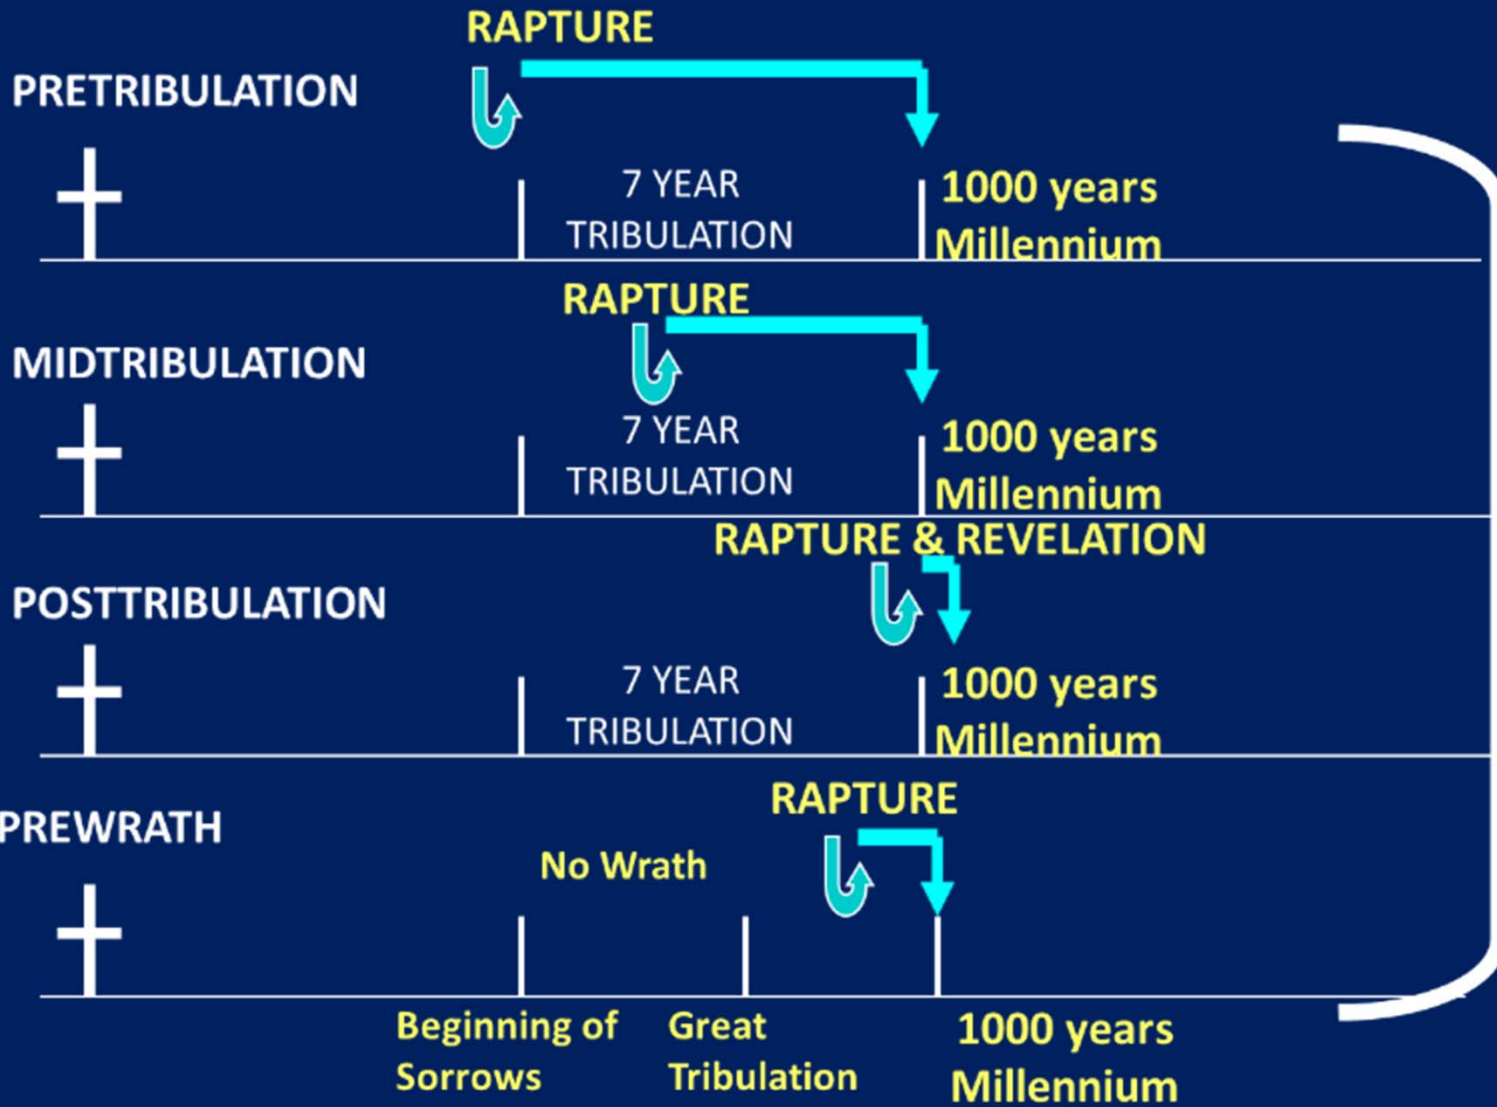 RAPTURE
PRETRIBULATION
7 YEAR
TRIBULATION
1000 years
Millennium
RAPTURE
MIDTRIBULATION
7 YEAR
TRIBULATION
1000 years
Millennium
RAPTURE & REVELATION
POSTTRIBULATION
7 YEAR
TRIBULATION
1000 years
Millennium
RAPTURE
PREWRATH
No Wrath
Beginning of
Sorrows
Great
Tribulation
1000 years
Millennium